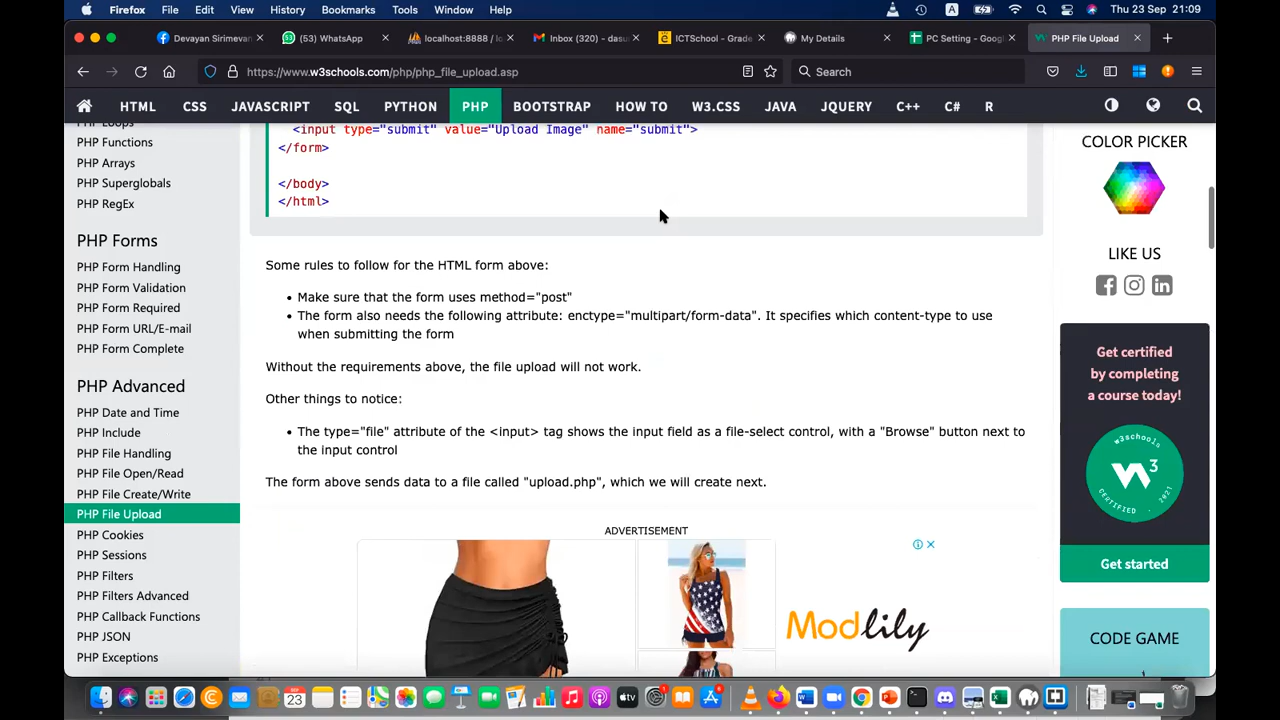 Firefox File Edit View History Bookmarks Tools Window Help A Thu 23 Sep 21:09
Devayan Sirimevan (53) WhatsApp localhost:8888 / lo Inbox (320) - dasu ICTSchool - Grade My Details PC Setting - Googl PHP File Upload
https://www.w3schools.com/php/php_file_upload.asp Search
HTML CSS JAVASCRIPT SQL PYTHON PHP BOOTSTRAP HOW TO W3.CSS JAVA JQUERY C++ C# R
PHP Loops
PHP Functions
PHP Arrays
PHP Superglobals
PHP RegEx
PHP Forms
PHP Form Handling
PHP Form Validation
PHP Form Required
PHP Form URL/E-mail
PHP Form Complete
PHP Advanced
PHP Date and Time
PHP Include
PHP File Handling
PHP File Open/Read
PHP File Create/Write
PHP File Upload
PHP Cookies
PHP Sessions
PHP Filters
PHP Filters Advanced
PHP Callback Functions
PHP JSON
PHP Exceptions
<input type="submit" value="Upload Image" name="submit">
</form>
</body>
</html>
Some rules to follow for the HTML form above:
• Make sure that the form uses method="post"
• The form also needs the following attribute: enctype="multipart/form-data". It specifies which content-type to use
when submitting the form
Without the requirements above, the file upload will not work.
Other things to notice:
• The type="file" attribute of the <input> tag shows the input field as a file-select control, with a "Browse" button next to
the input control
The form above sends data to a file called "upload.php", which we will create next.
ADVERTISEMENT
Modlily
COLOR PICKER
LIKE US
Get certified
by completing
a course today!
w3schools
W3
CERTIFIED . 2021
Get started
CODE GAME
SEP
23